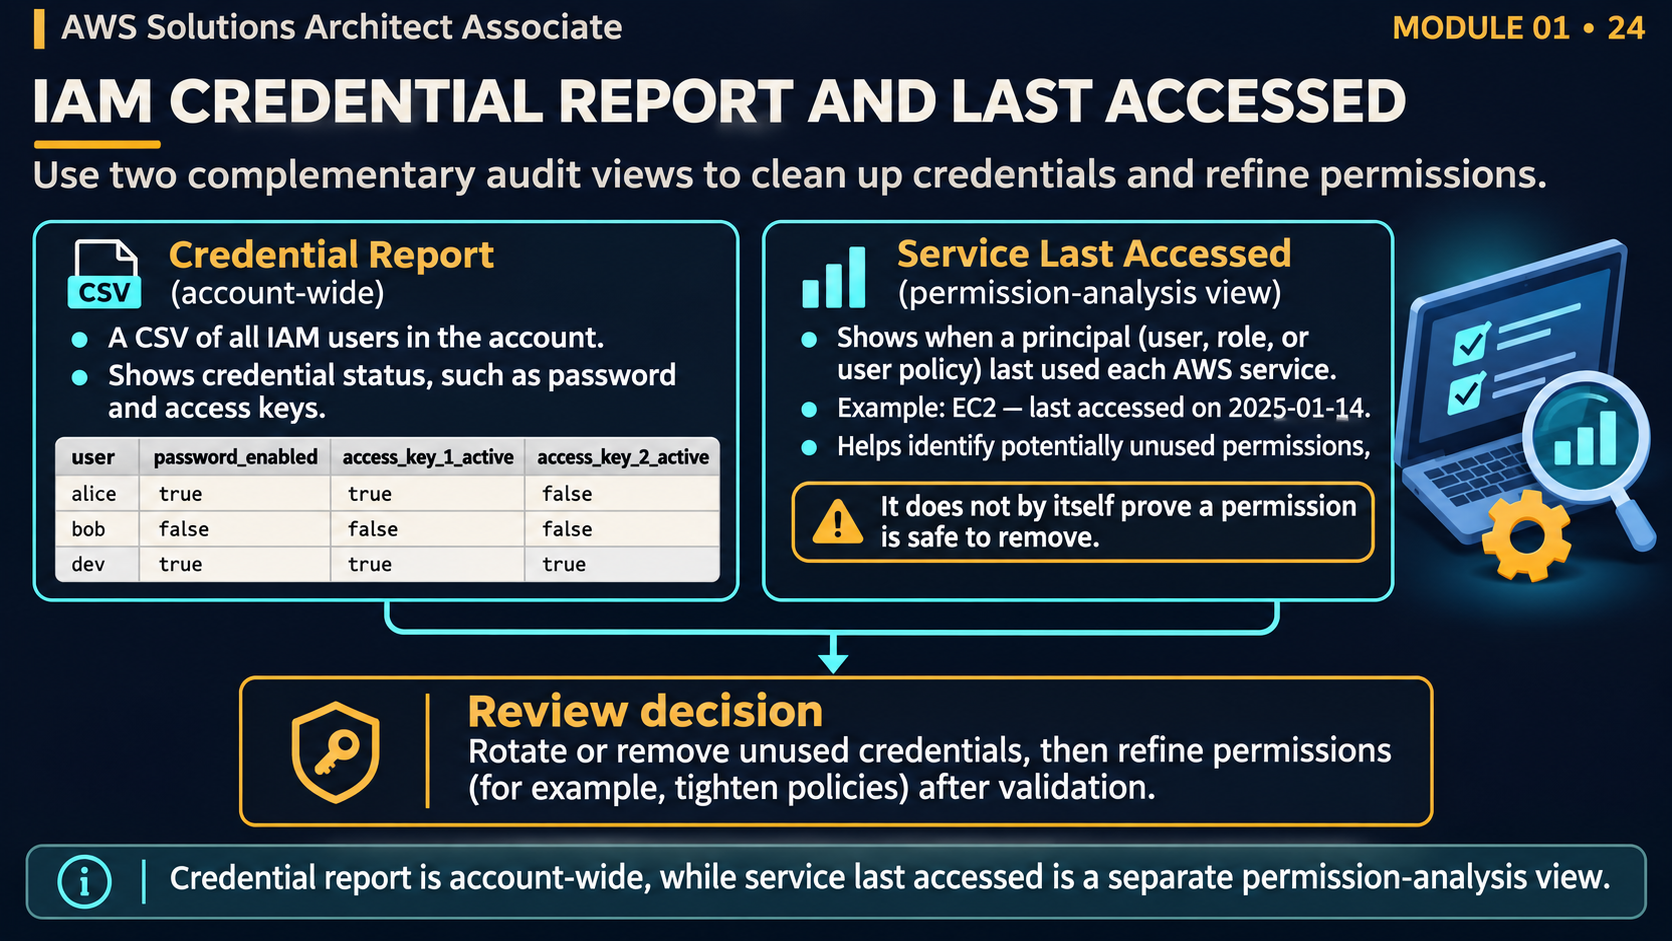 AWS Solutions Architect Associate
MODULE 01 • 24
IAM CREDENTIAL REPORT AND LAST ACCESSED
Use two complementary audit views to clean up credentials and refine permissions.
CSV
Credential Report
(account-wide)
• A CSV of all IAM users in the account.
• Shows credential status, such as password
and access keys.
user password_enabled access_key_1_active access_key_2_active
alice true true false
bob false false false
dev true true true
Service Last Accessed
(permission-analysis view)
• Shows when a principal (user, role, or
user policy) last used each AWS service.
• Example: EC2 — last accessed on 2025-01-14.
• Helps identify potentially unused permissions,
It does not by itself prove a permission
is safe to remove.
Review decision
Rotate or remove unused credentials, then refine permissions
(for example, tighten policies) after validation.
Credential report is account-wide, while service last accessed is a separate permission-analysis view.